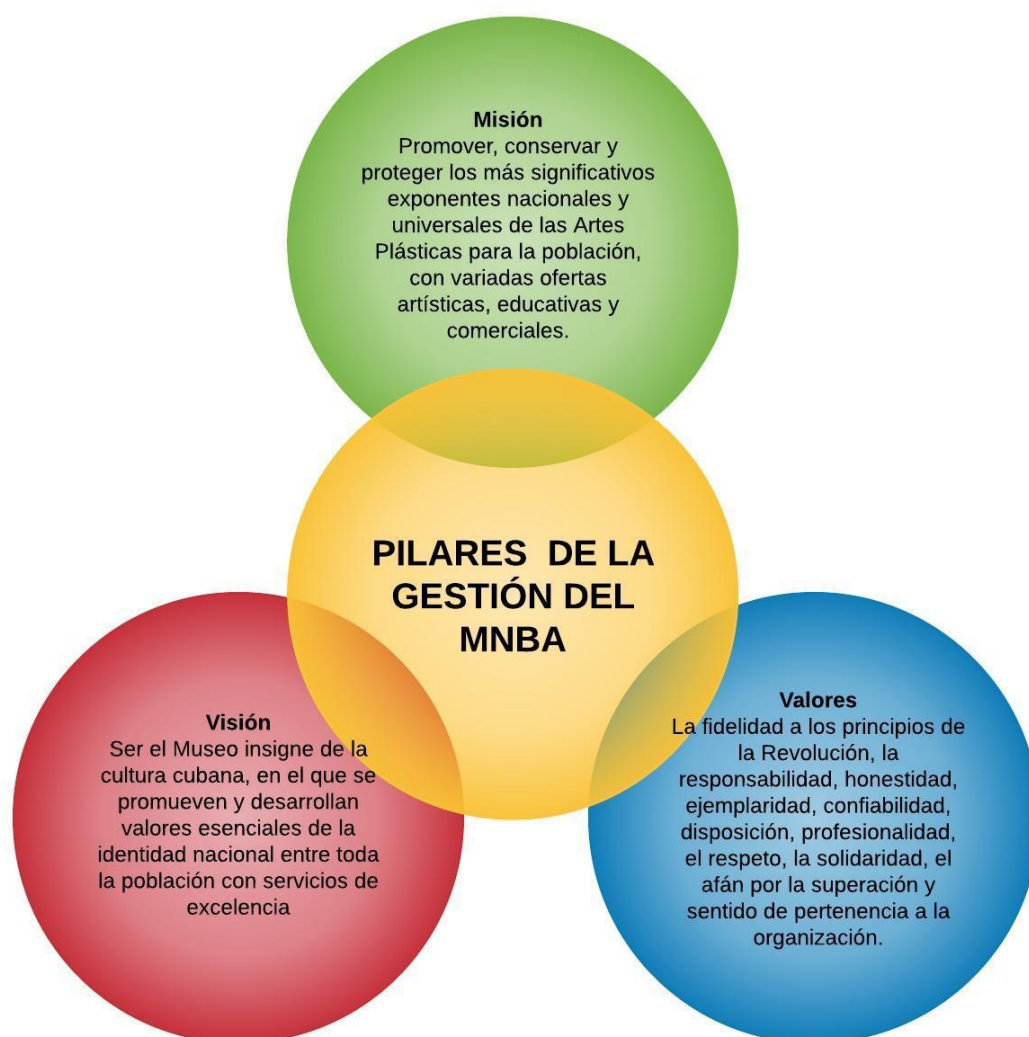 Misión
Promover, conservar y
proteger los más significativos
exponentes nacionales y
universales de las Artes
Plásticas para la población,
con variadas ofertas
artísticas, educativas y
comerciales.
PILARES DE LA
GESTIÓN DEL
MNBA
Visión
Ser el Museo insigne de la
cultura cubana, en el que se
promueven y desarrollan
valores esenciales de la
identidad nacional entre toda
la población con servicios de
excelencia
Valores
La fidelidad a los principios de
la Revolución, la
responsabilidad, honestidad,
ejemplaridad, confiabilidad,
disposición, profesionalidad,
el respeto, la solidaridad, el
afán por la superación y
sentido de pertenencia a la
organización.